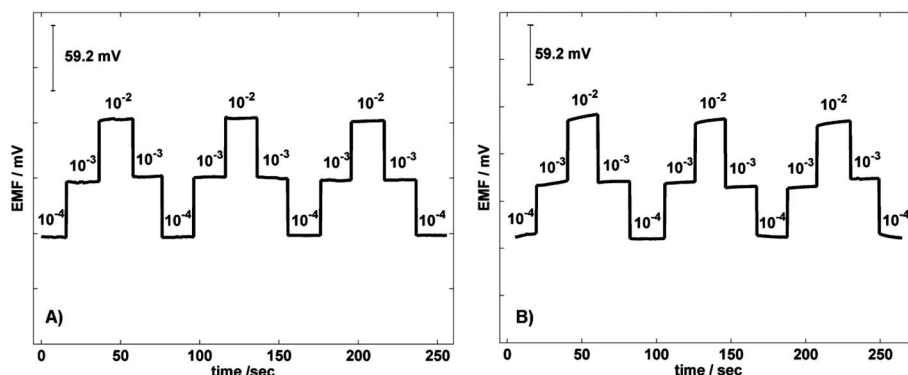 59.2 mV
10-2 10-2 10-2
10-3 10-3 10-3 10-3 10-3 10-3
10-4 10-4 10-4 10-4
EMF / mV
A)
0 50 100 150 200 250
time /sec
59.2 mV
10-2 10-2 10-2
10-3 10-3 10-3 10-3 10-3 10-3
10-4 10-4 10-4 10-4
EMF / mV
B)
0 50 100 150 200 250
time / sec